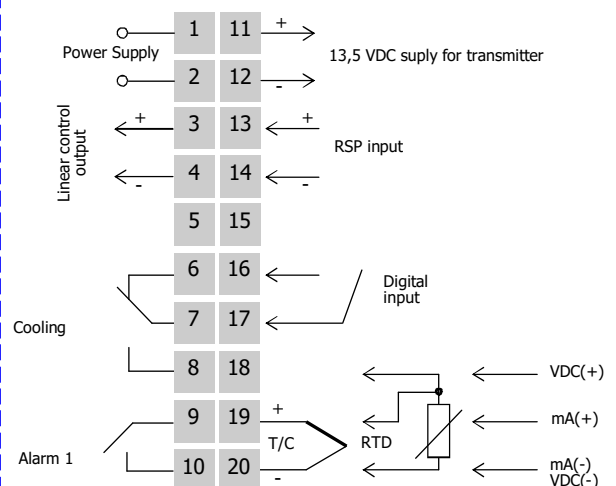 1 11 +
Power Supply
13,5 VDC suply for transmitter
2 12 -
+ 3 13 +
Linear control
output
RSP input
- 4 14 -
5 15
6 16
Digital
input
7 17
Cooling
8 18
VDC(+)
9 19 +
T/C
RTD
mA(+)
Alarm 1
10 20 -
mA(-)
VDC(-)